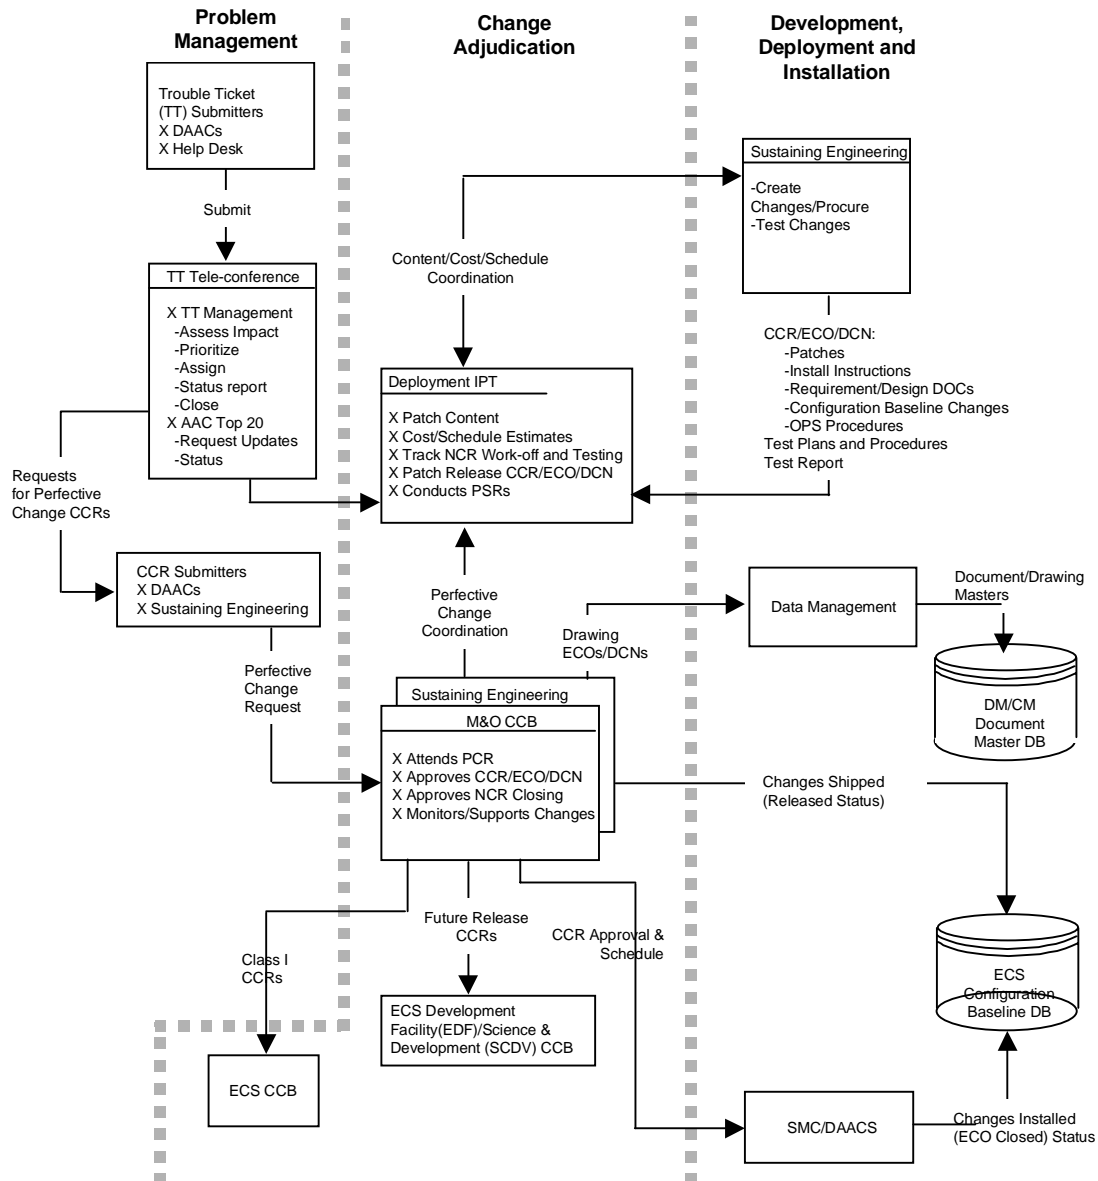 Problem
Management
Change
Adjudication
Development,
Deployment and
Installation
Trouble Ticket
(TT) Submitters
X DAACs
X Help Desk
Submit
TT Tele-conference
X TT Management
-Assess Impact
-Prioritize
-Assign
-Status report
-Close
X AAC Top 20
-Request Updates
-Status
Requests
for Perfective
Change CCRs
CCR Submitters
X DAACs
X Sustaining Engineering
Perfective
Change
Request
Content/Cost/Schedule
Coordination
Deployment IPT
X Patch Content
X Cost/Schedule Estimates
X Track NCR Work-off and Testing
X Patch Release CCR/ECO/DCN
X Conducts PSRs
Perfective
Change
Coordination
Drawing
ECOs/DCNs
Sustaining Engineering
M&O CCB
X Attends PCR
X Approves CCR/ECO/DCN
X Approves NCR Closing
X Monitors/Supports Changes
Class I
CCRs
Future Release
CCRs
CCR Approval &
Schedule
ECS CCB
ECS Development
Facility(EDF)/Science &
Development (SCDV) CCB
Sustaining Engineering
-Create
Changes/Procure
-Test Changes
CCR/ECO/DCN:
-Patches
-Install Instructions
-Requirement/Design DOCs
-Configuration Baseline Changes
-OPS Procedures
Test Plans and Procedures
Test Report
Data Management
Document/Drawing
Masters
DM/CM
Document
Master DB
Changes Shipped
(Released Status)
ECS
Configuration
Baseline DB
SMC/DAACS
Changes Installed
(ECO Closed) Status